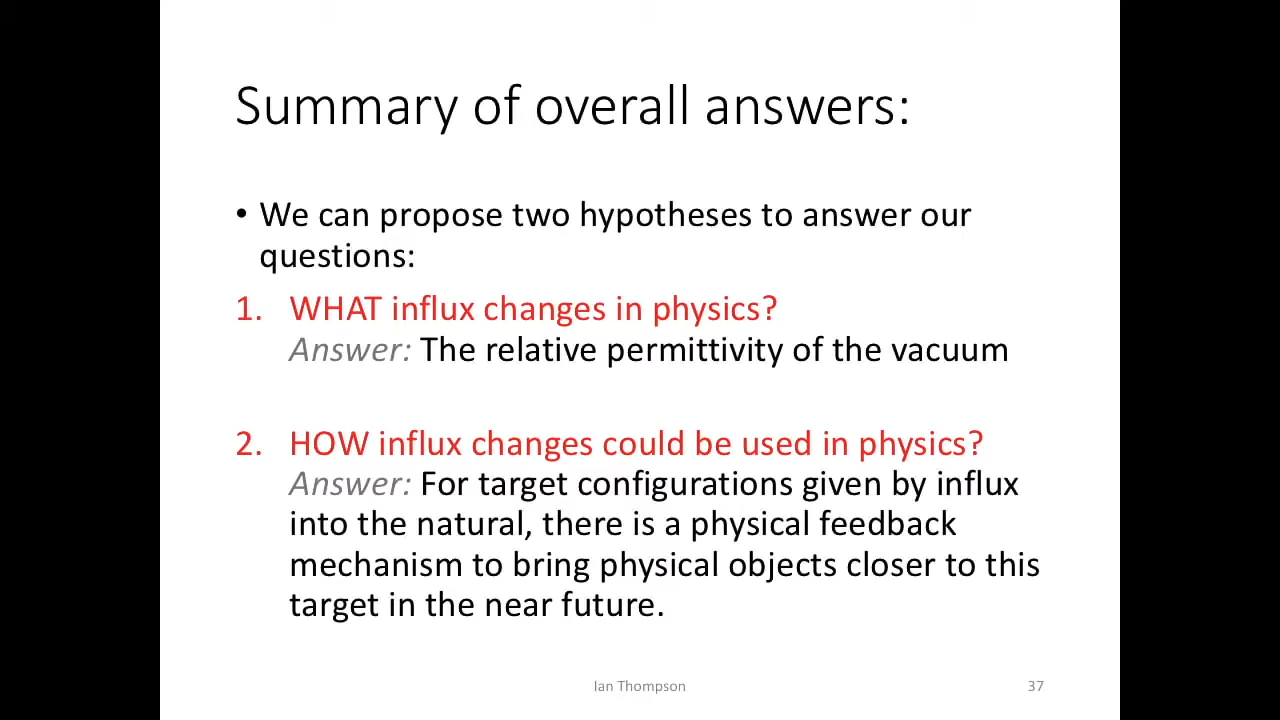 Summary of overall answers:
• We can propose two hypotheses to answer our
questions:
1. WHAT influx changes in physics?
Answer: The relative permittivity of the vacuum
2. HOW influx changes could be used in physics?
Answer: For target configurations given by influx
into the natural, there is a physical feedback
mechanism to bring physical objects closer to this
target in the near future.
Ian Thompson
37